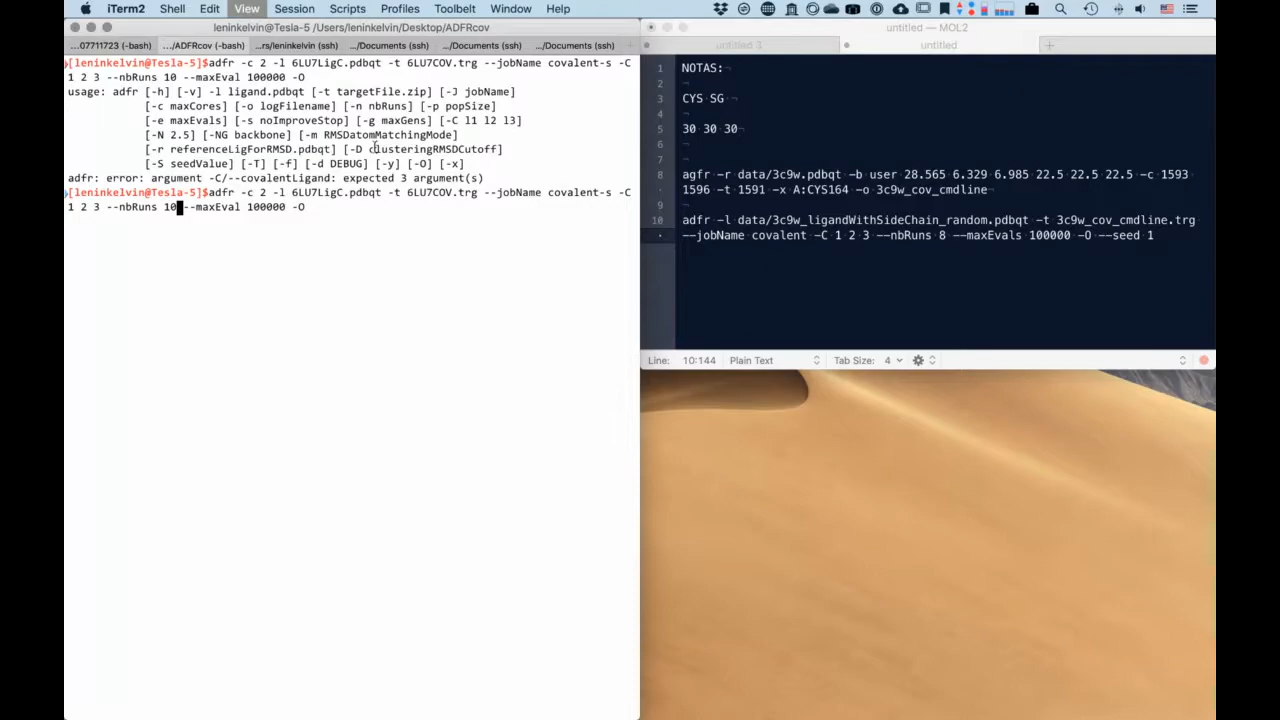 iTerm2 Shell Edit View Session Scripts Profiles Toolbelt Window Help
leninkelvin@Tesla-5 /Users/leninkelvin/Desktop/ADFRcov
...07711723 (-bash) .../ADFRcov (-bash) ...rs/leninkelvin (ssh) .../Documents (ssh) .../Documents (ssh) .../Documents (ssh)
[leninkelvin@Tesla-5]$adfr -c 2 -l 6LU7LigC.pdbqt -t 6LU7COV.trg --jobName covalent-s -C
1 2 3 --nbRuns 10 --maxEval 100000 -O
usage: adfr [-h] [-v] -l ligand.pdbqt -t targetFile.zip] [-J jobName]
[-c maxCores] [-o logFilename] [-n nbRuns] [-p popSize]
[-e maxEvals] [-s noImproveStop] [-g maxGens] [-C l1 l2 l3]
[-N 2.5] [-NG backbone] [-m RMSDatomMatchingMode]
[-r referenceLigForRMSD.pdbqt] [-D clusteringRMSDCutoff]
[-S seedValue] [-T] [-f] [-d DEBUG] [-y] [-O] [-x]
adfr: error: argument -C/--covalentLigand: expected 3 argument(s)
[leninkelvin@Tesla-5]$adfr -c 2 -l 6LU7LigC.pdbqt -t 6LU7COV.trg --jobName covalent-s -C
1 2 3 --nbRuns 10 --maxEval 100000 -O
untitled — MOL2
untitled 3 untitled
1 NOTAS:¬
2 ¬
3 CYS SG ¬
4 ¬
5 30 30 30¬
6 ¬
7 ¬
8 agfr -r data/3c9w.pdbqt -b user 28.565 6.329 6.985 22.5 22.5 22.5 -c 1593
1596 -t 1591 -x A:CYS164 -o 3c9w_cov_cmdline¬
9 ¬
10 adfr -l data/3c9w_ligandWithSideChain_random.pdbqt -t 3c9w_cov_cmdline.trg
--jobName covalent -C 1 2 3 --nbRuns 8 --maxEvals 100000 -O --seed 1
Line: 10:144 Plain Text Tab Size: 4